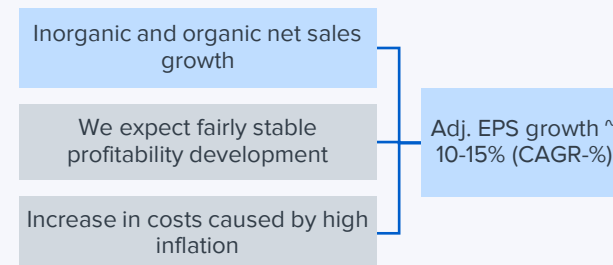 Inorganic and organic net sales
growth
We expect fairly stable
profitability development
Increase in costs caused by high
inflation
Adj. EPS growth ~
10-15% (CAGR-%)